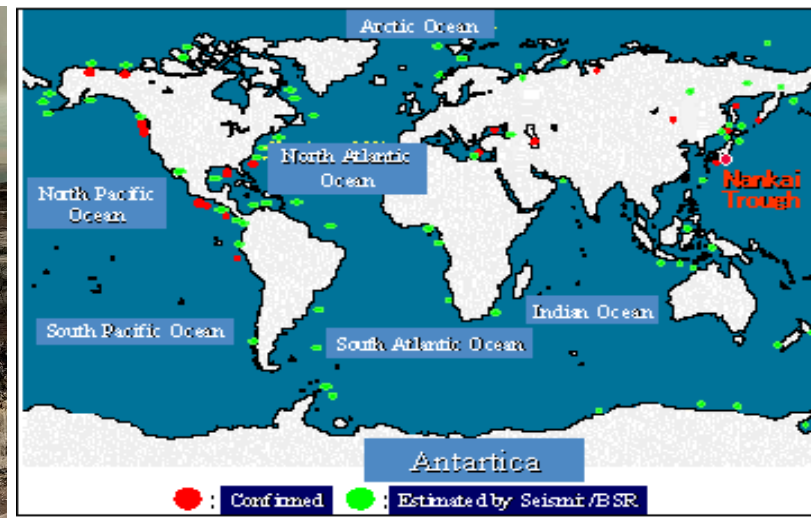 Arctic Ocean
North Atlantic
Ocean
North Pacific
Ocean
Nankai
Trough
Indian Ocean
South Pacific Ocean
South Atlantic Ocean
Antartica
: Confirmed
: Estimated by Seismit/BSR